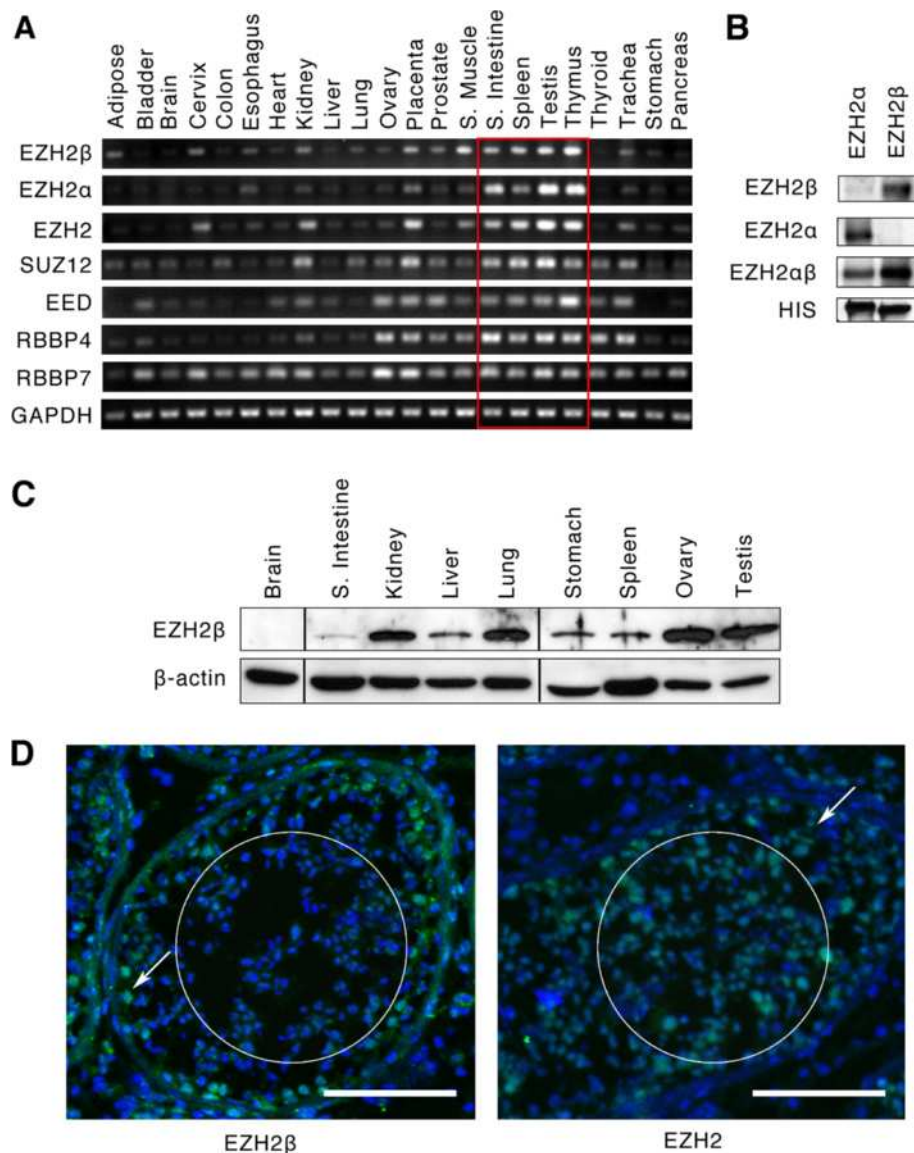 A
Adipose
Bladder
Brain
Cervix
Colon
Esophagus
Heart
Kidney
Liver
Lung
Ovary
Placenta
Prostate
S. Muscle
S. Intestine
Spleen
Testis
Thymus
Thyroid
Trachea
Stomach
Pancreas
EZH2β
EZH2α
EZH2
SUZ12
EED
RBBP4
RBBP7
GAPDH
B
EZH2α
EZH2β
EZH2β
EZH2α
EZH2αβ
HIS
C
Brain
S. Intestine
Kidney
Liver
Lung
Stomach
Spleen
Ovary
Testis
EZH2β
β-actin
D
EZH2β
EZH2